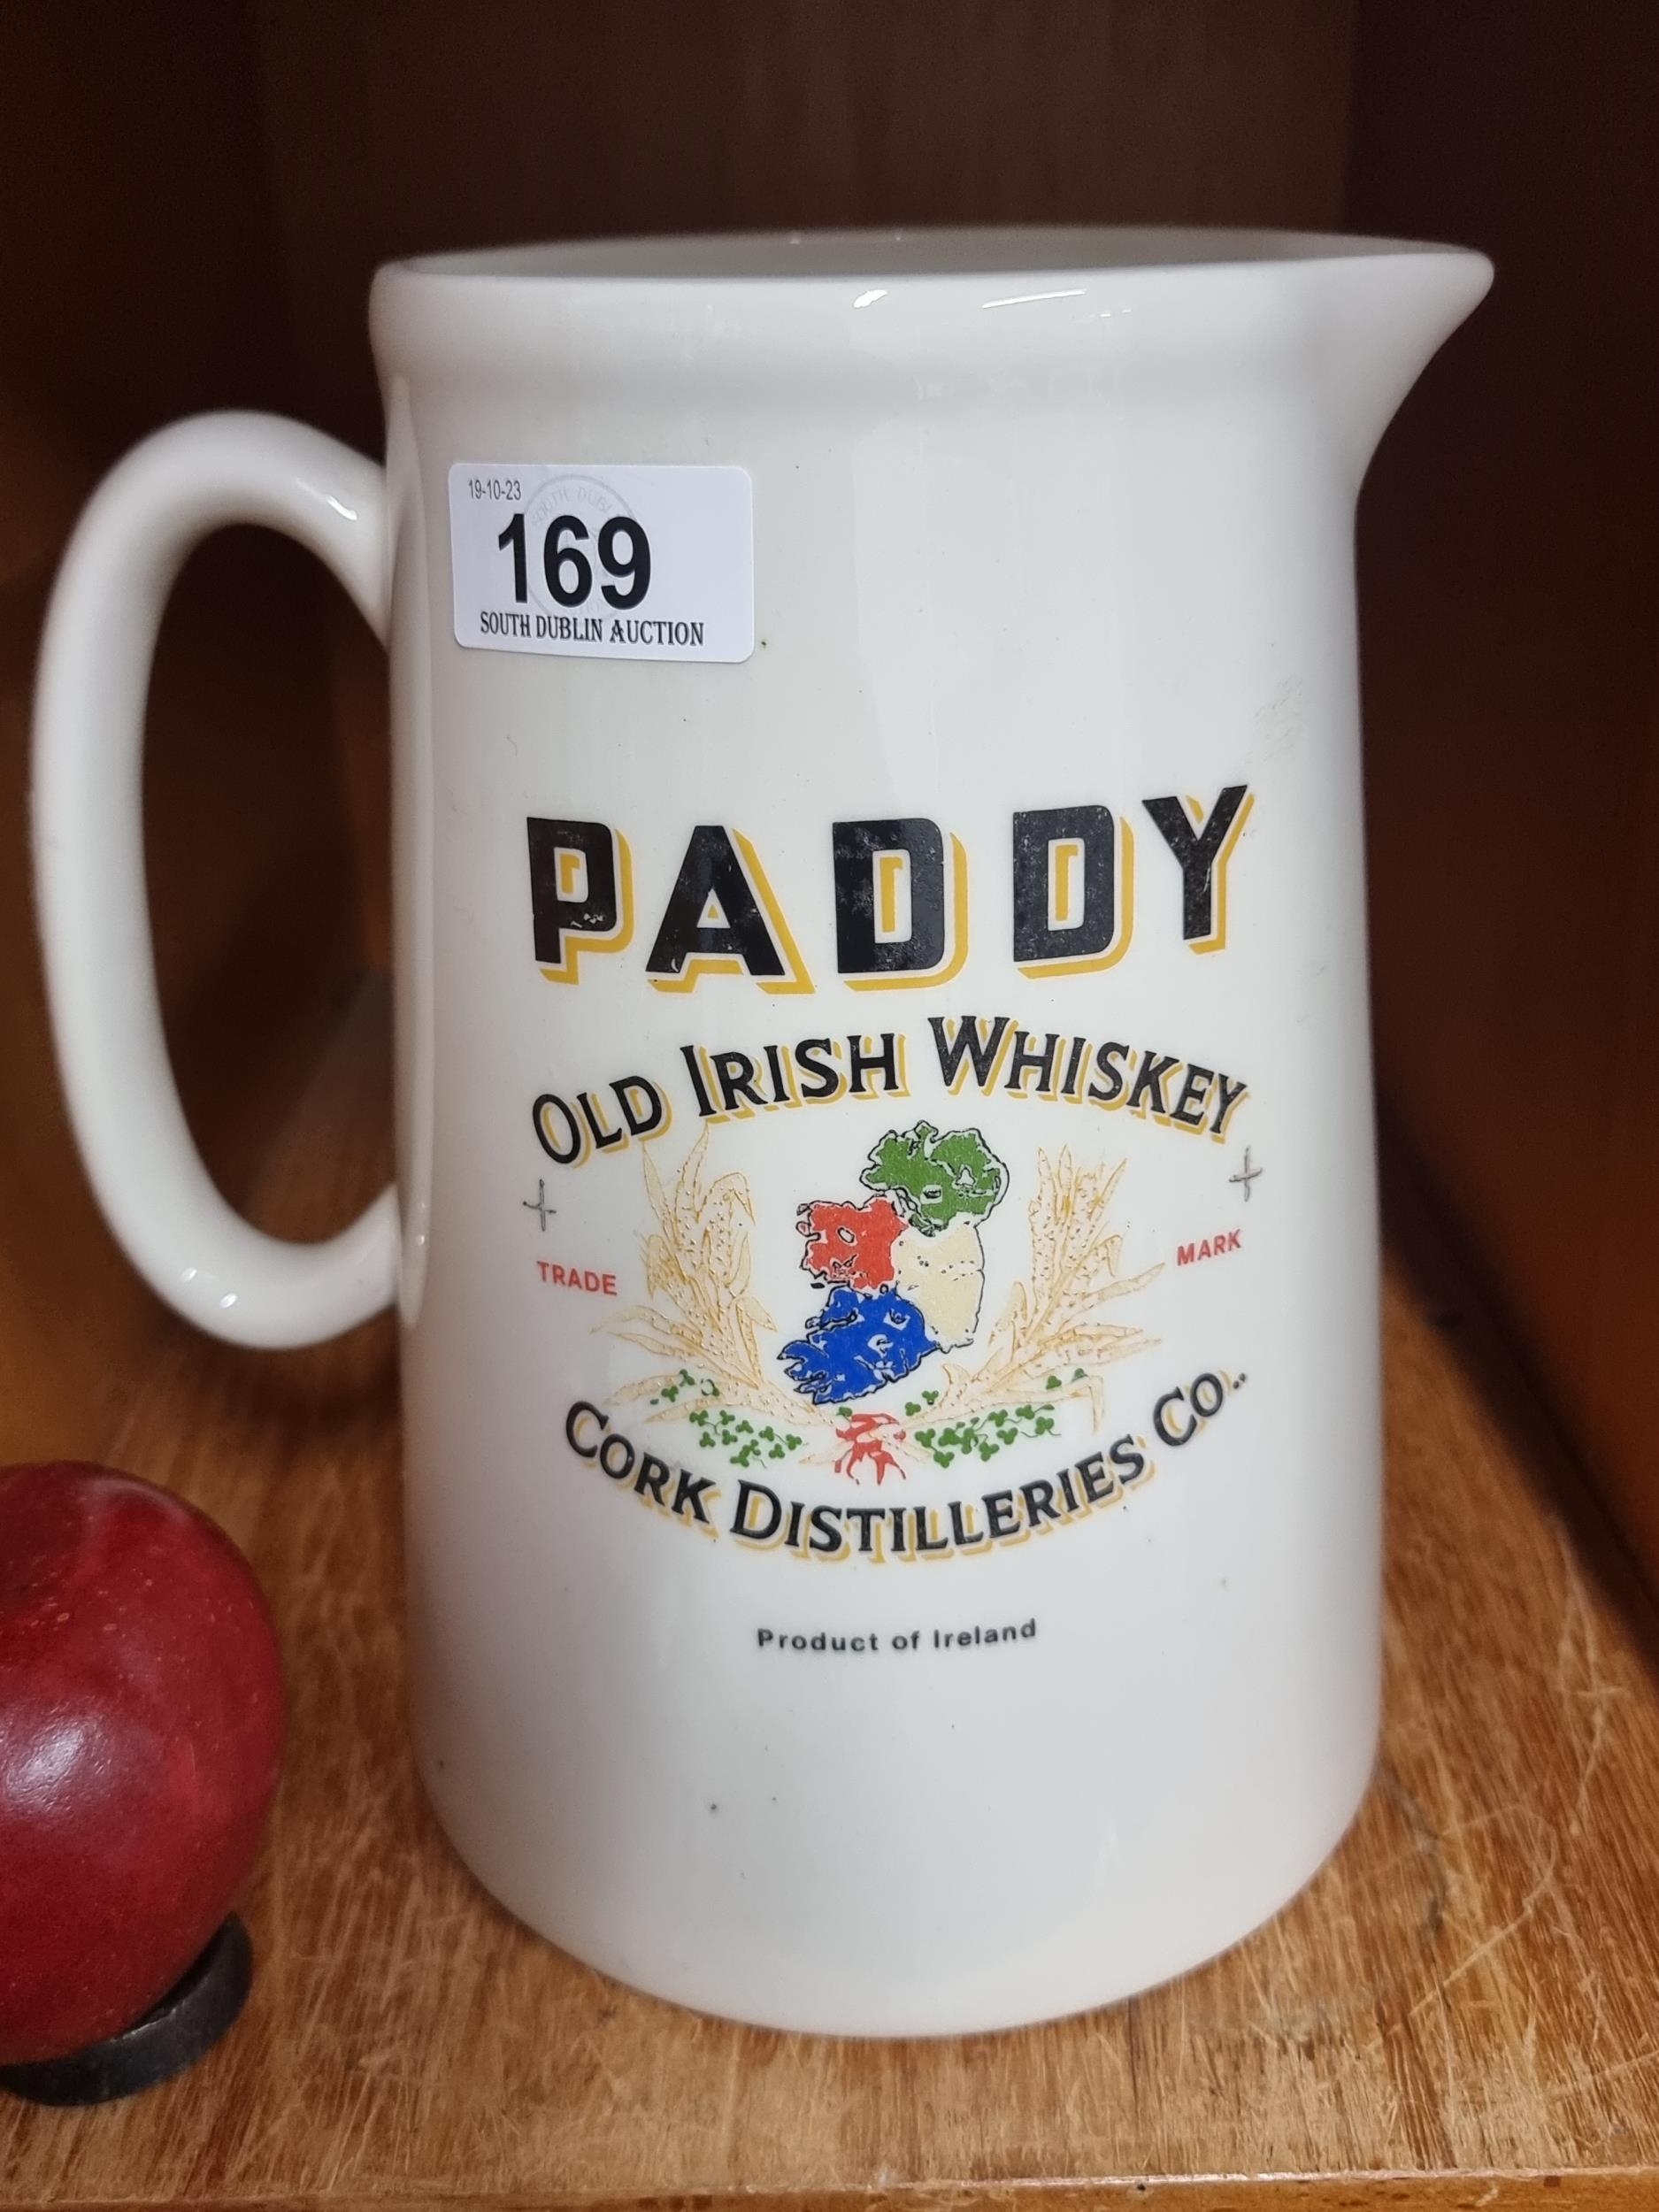 19-10-23
169
SOUTH DUBLIN AUCTION
PADDY
OLD IRISH WHISKEY
TRADE MARK
CORK DISTILLERIES CO..
Product of Ireland